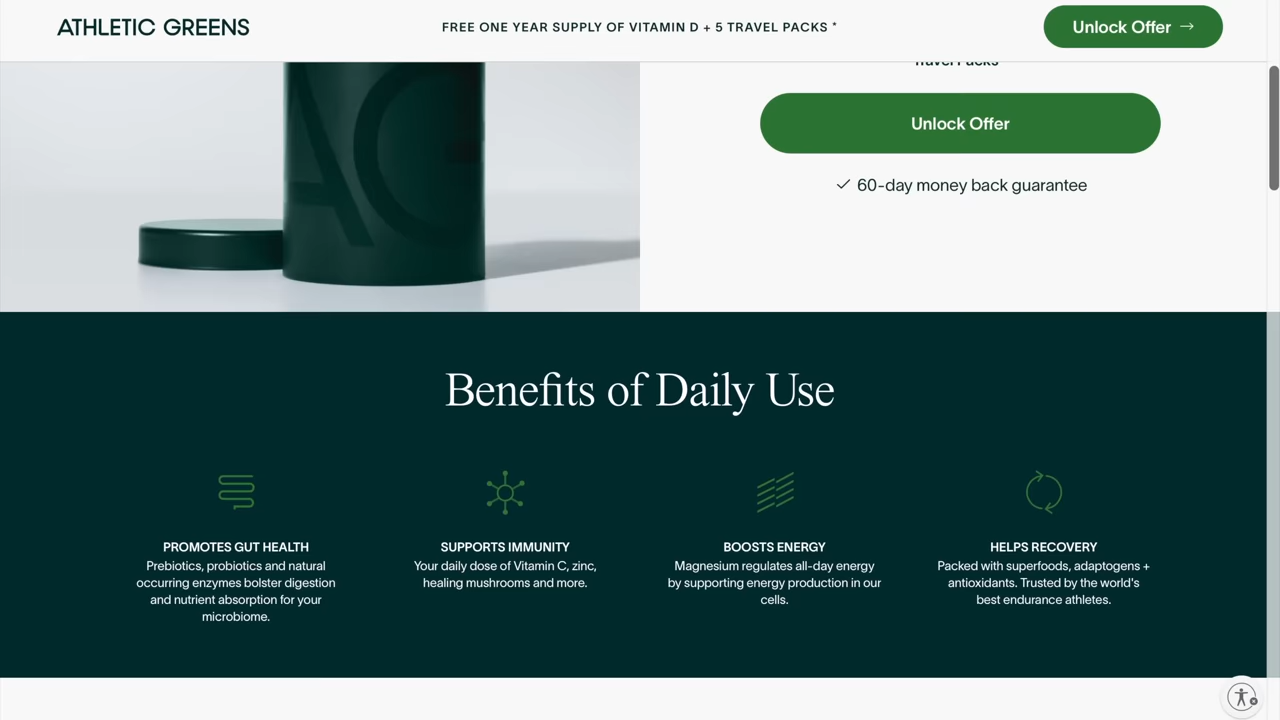 ATHLETIC GREENS
FREE ONE YEAR SUPPLY OF VITAMIN D + 5 TRAVEL PACKS *
Unlock Offer →
Travel Packs
Unlock Offer
✓ 60-day money back guarantee
AG
Benefits of Daily Use
PROMOTES GUT HEALTH
Prebiotics, probiotics and natural
occurring enzymes bolster digestion
and nutrient absorption for your
microbiome.
SUPPORTS IMMUNITY
Your daily dose of Vitamin C, zinc,
healing mushrooms and more.
BOOSTS ENERGY
Magnesium regulates all-day energy
by supporting energy production in our
cells.
HELPS RECOVERY
Packed with superfoods, adaptogens +
antioxidants. Trusted by the world's
best endurance athletes.